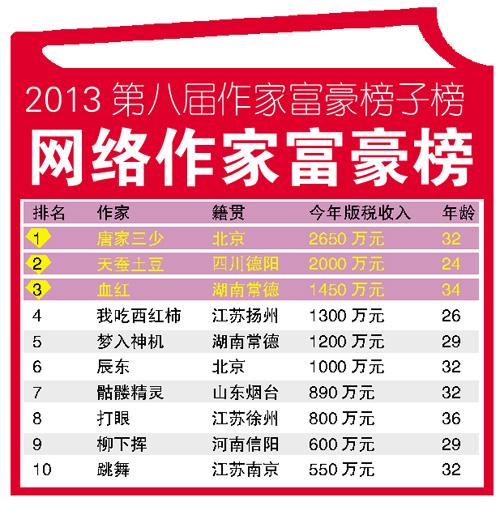 2013 第八届作家富豪榜子榜
网络作家富豪榜
排名 作家 籍贯 今年版税收入 年龄
1 唐家三少 北京 2650 万元 32
2 天蚕土豆 四川德阳 2000 万元 24
3 血红 湖南常德 1450 万元 34
4 我吃西红柿 江苏扬州 1300 万元 26
5 梦入神机 湖南常德 1200 万元 29
6 辰东 北京 1000 万元 32
7 骷髅精灵 山东烟台 890 万元 32
8 打眼 江苏徐州 800 万元 36
9 柳下挥 河南信阳 600 万元 29
10 跳舞 江苏南京 550 万元 32